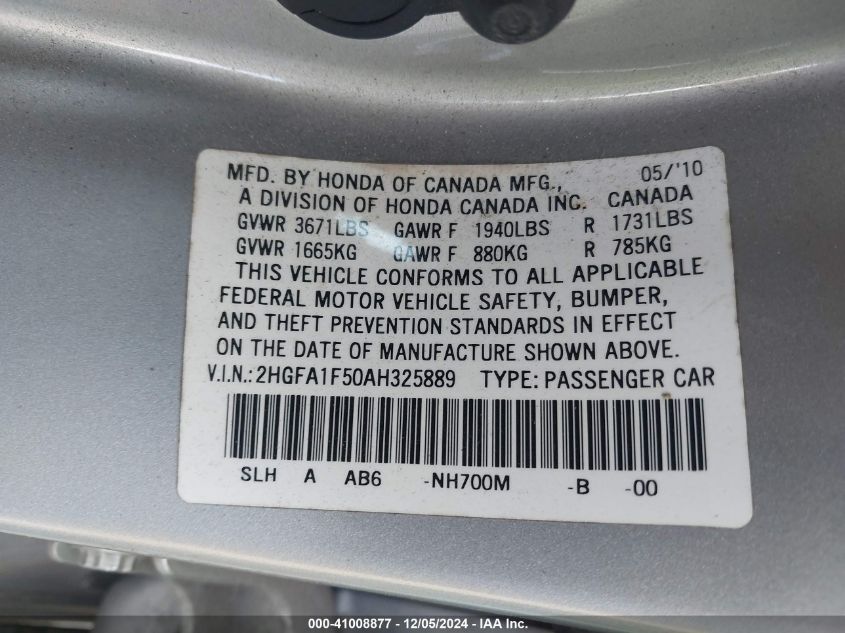 MFD. BY HONDA OF CANADA MFG., 05/'10
A DIVISION OF HONDA CANADA INC. CANADA
GVWR 3671LBS GAWR F 1940LBS R 1731LBS
GVWR 1665KG GAWR F 880KG R 785KG
THIS VEHICLE CONFORMS TO ALL APPLICABLE
FEDERAL MOTOR VEHICLE SAFETY, BUMPER,
AND THEFT PREVENTION STANDARDS IN EFFECT
ON THE DATE OF MANUFACTURE SHOWN ABOVE.
V.I.N.: 2HGFA1F50AH325889 TYPE: PASSENGER CAR
SLH A AB6 -NH700M -B -00
000-41008877 - 12/05/2024 - IAA Inc.